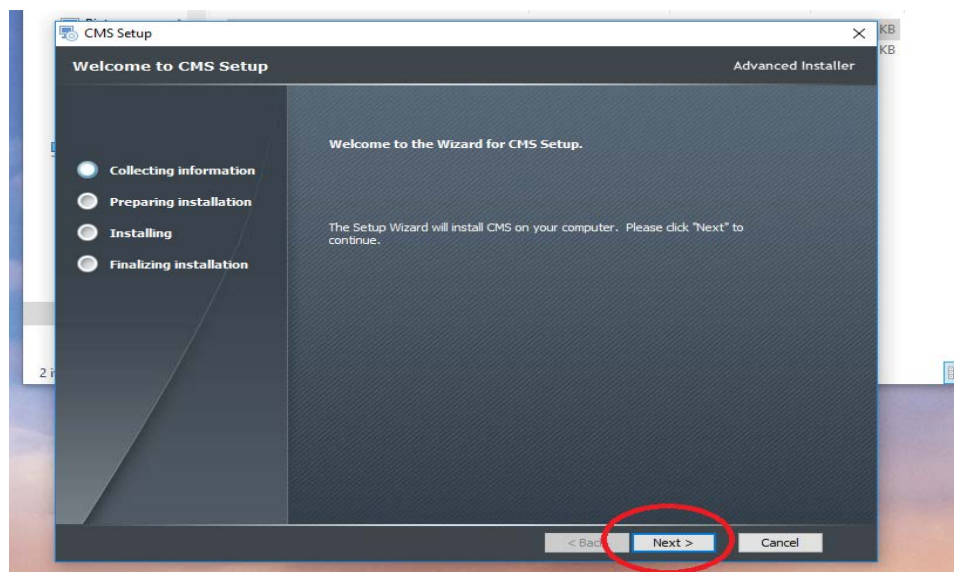 CMS Setup
KB
KB
Welcome to CMS Setup
Advanced Installer
Welcome to the Wizard for CMS Setup.
Collecting information
Preparing installation
Installing
Finalizing installation
The Setup Wizard will install CMS on your computer. Please click "Next" to
continue.
2
< Back
Next >
Cancel